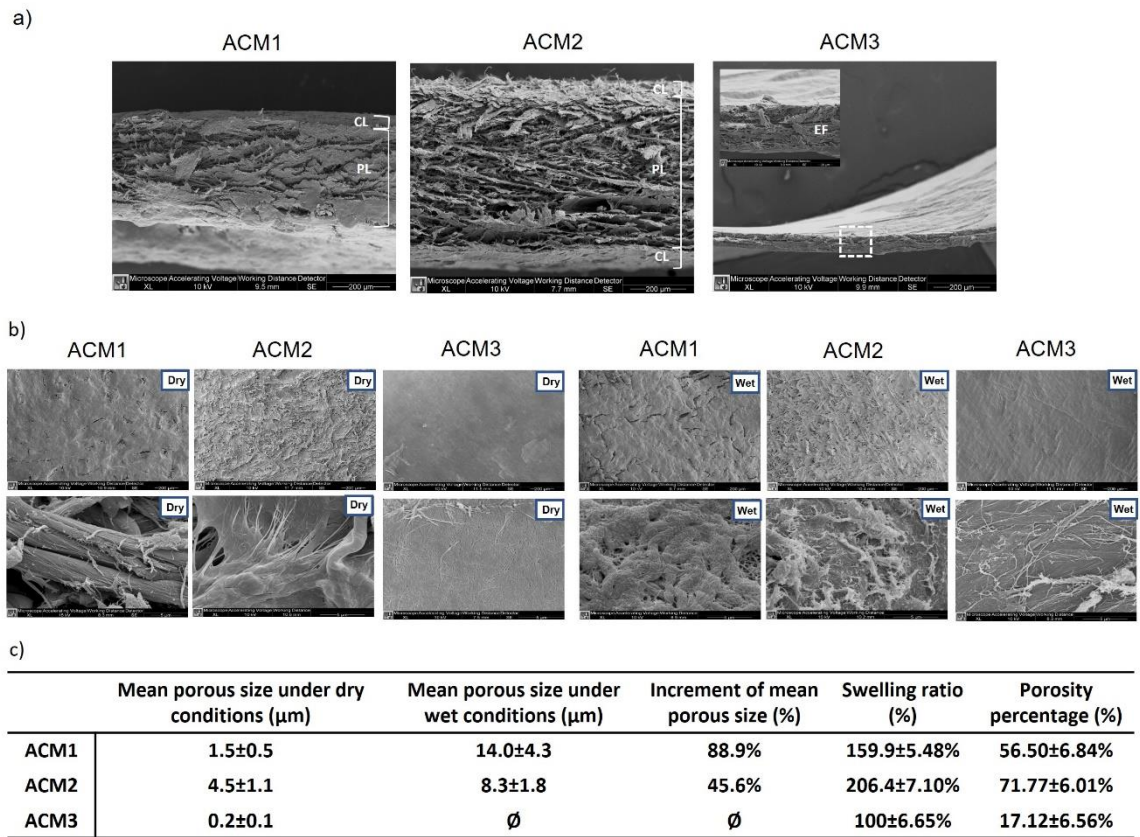 a)
ACM1 ACM2 ACM3
CL
PL
CL
PL
CL
EF
Microscope Accelerating Voltage Working Distance Detector
XL 10 kV 9.5 mm SE 200 µm
Microscope Accelerating Voltage Working Distance Detector
XL 10 kV 7.7 mm SE 200 µm
Microscope Accelerating Voltage Working Distance Detector
XL 10 kV 9.9 mm SE 200 µm
b)
ACM1 ACM2 ACM3 ACM1 ACM2 ACM3
Dry Dry Dry Wet Wet Wet
Dry Dry Dry Wet Wet Wet
c)
Mean porous size under dry conditions (µm) Mean porous size under wet conditions (µm) Increment of mean porous size (%) Swelling ratio (%) Porosity percentage (%)
ACM1 1.5±0.5 14.0±4.3 88.9% 159.9±5.48% 56.50±6.84%
ACM2 4.5±1.1 8.3±1.8 45.6% 206.4±7.10% 71.77±6.01%
ACM3 0.2±0.1 Ø Ø 100±6.65% 17.12±6.56%